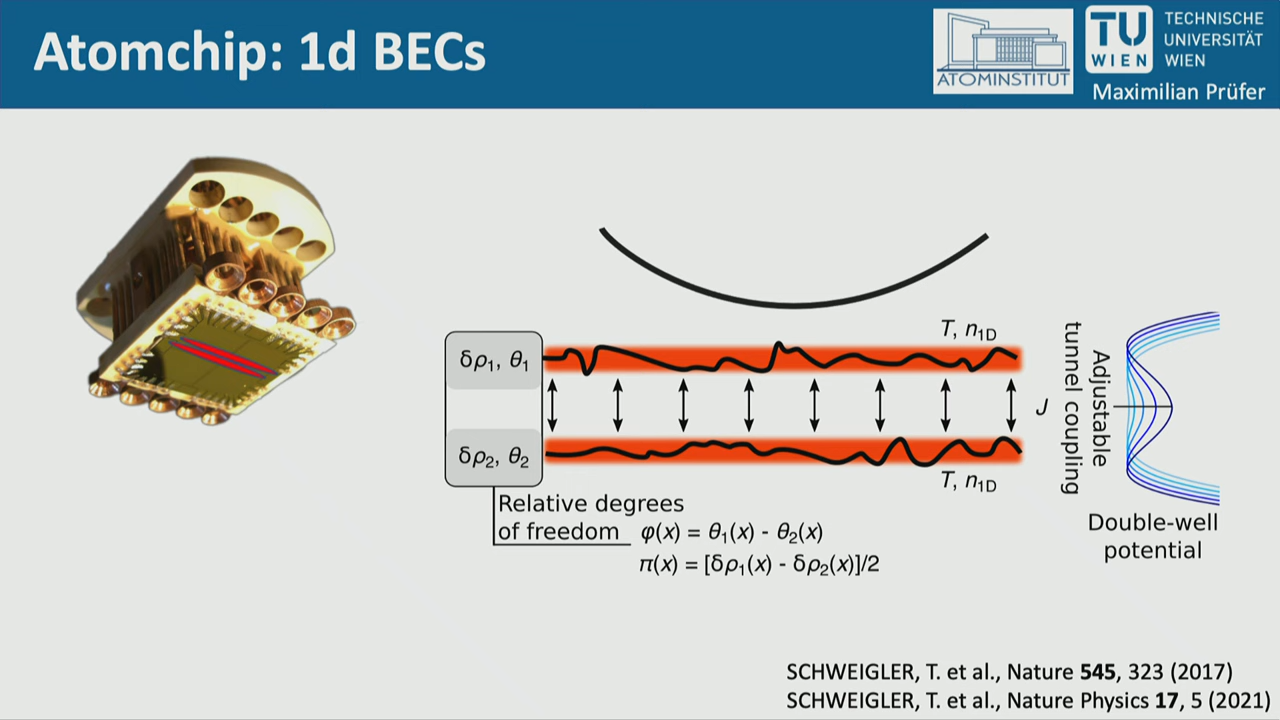 Atomchip: 1d BECs
ATOMINSTITUT
TU
WIEN
TECHNISCHE
UNIVERSITÄT
WIEN
Maximilian Prüfer
δρ₁, θ₁
T, n₁D
J
Adjustable
tunnel coupling
δρ₂, θ₂
T, n₁D
Relative degrees
of freedom φ(x) = θ₁(x) - θ₂(x)
π(x) = [δρ₁(x) - δρ₂(x)]/2
Double-well
potential
SCHWEIGLER, T. et al., Nature 545, 323 (2017)
SCHWEIGLER, T. et al., Nature Physics 17, 5 (2021)